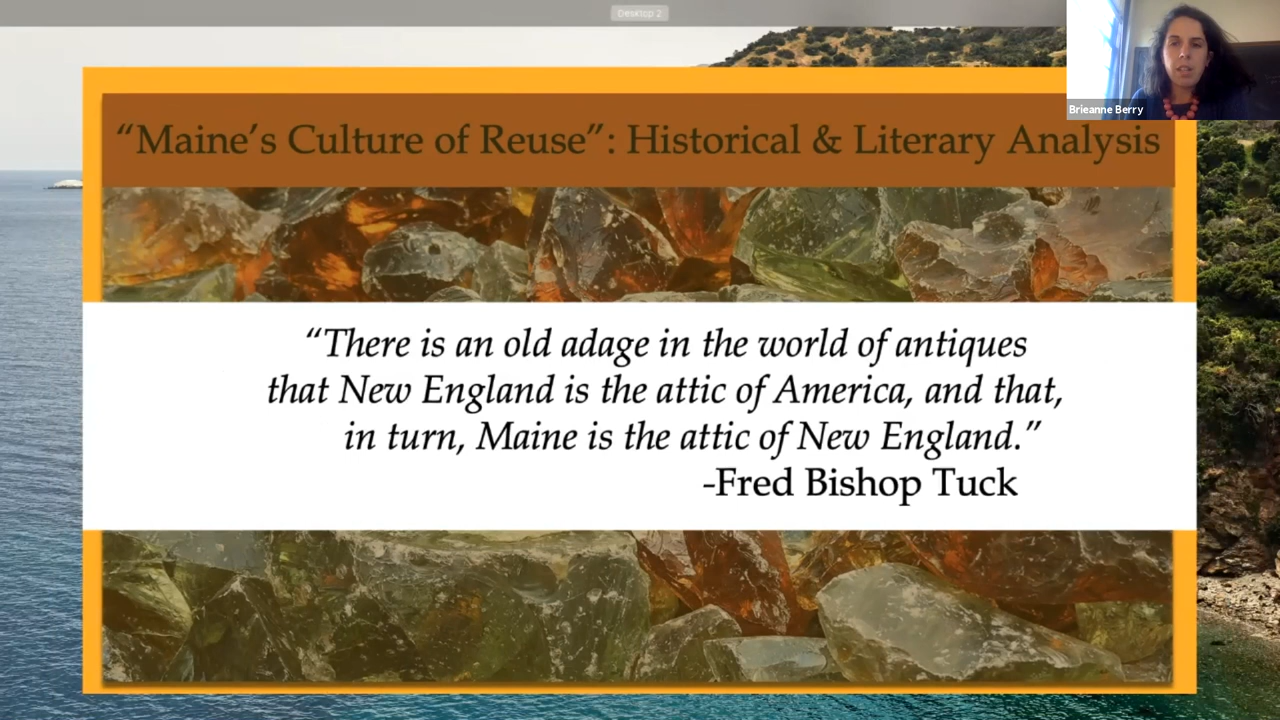 Desktop 2
Brieanne Berry
“Maine’s Culture of Reuse”: Historical & Literary Analysis
“There is an old adage in the world of antiques
that New England is the attic of America, and that,
in turn, Maine is the attic of New England.”
-Fred Bishop Tuck